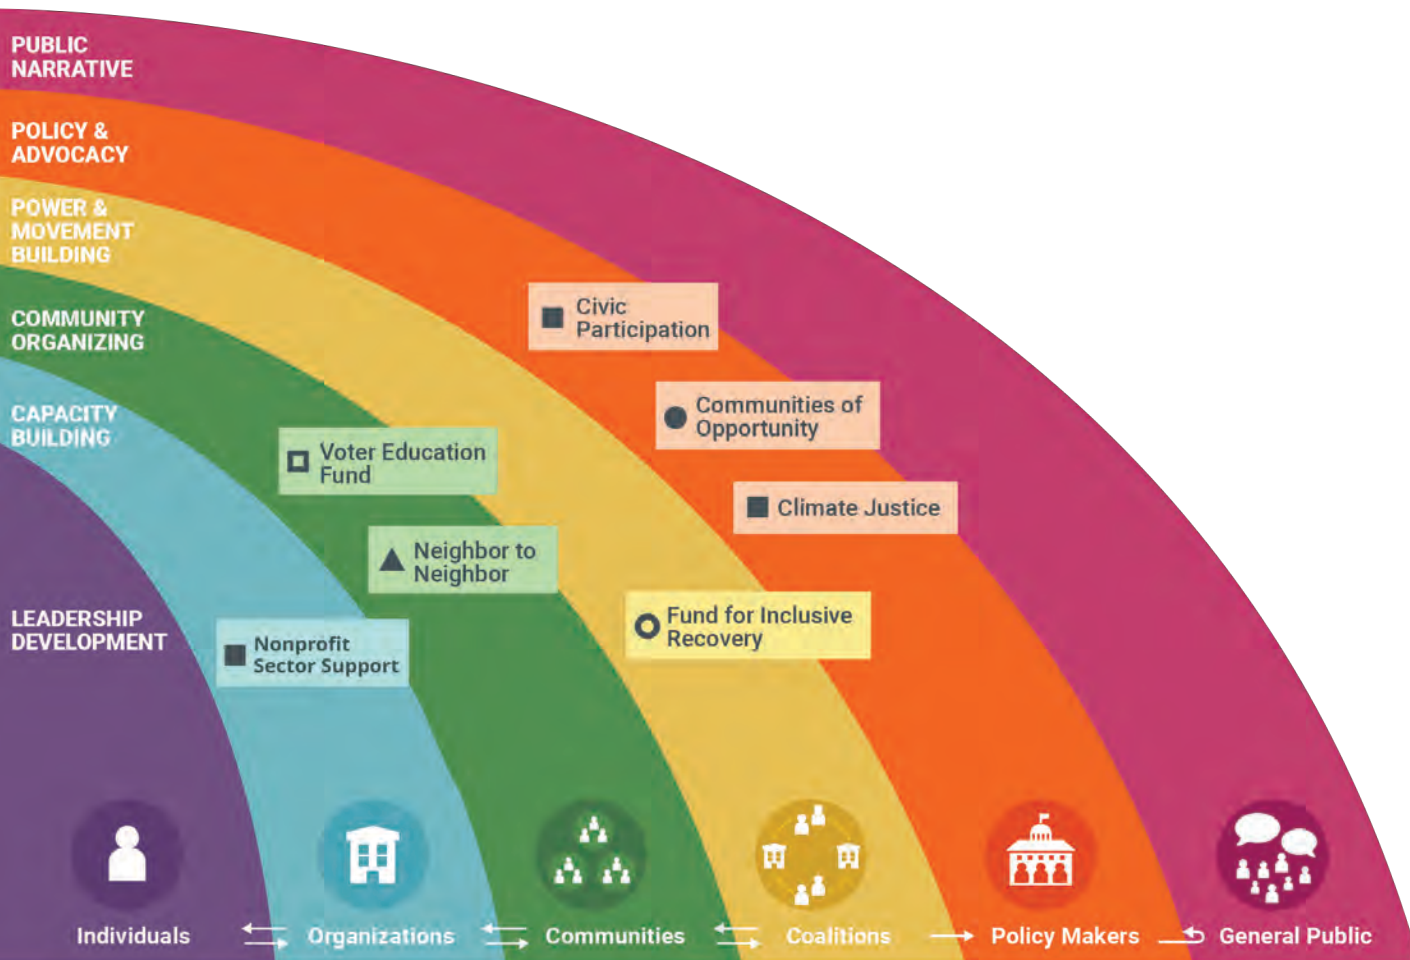 PUBLIC
NARRATIVE
POLICY &
ADVOCACY
POWER &
MOVEMENT
BUILDING
COMMUNITY
ORGANIZING
CAPACITY
BUILDING
LEADERSHIP
DEVELOPMENT
Civic
Participation
Communities of
Opportunity
Voter Education
Fund
Climate Justice
Neighbor to
Neighbor
Fund for Inclusive
Recovery
Nonprofit
Sector Support
Individuals
Organizations
Communities
Coalitions
Policy Makers
General Public